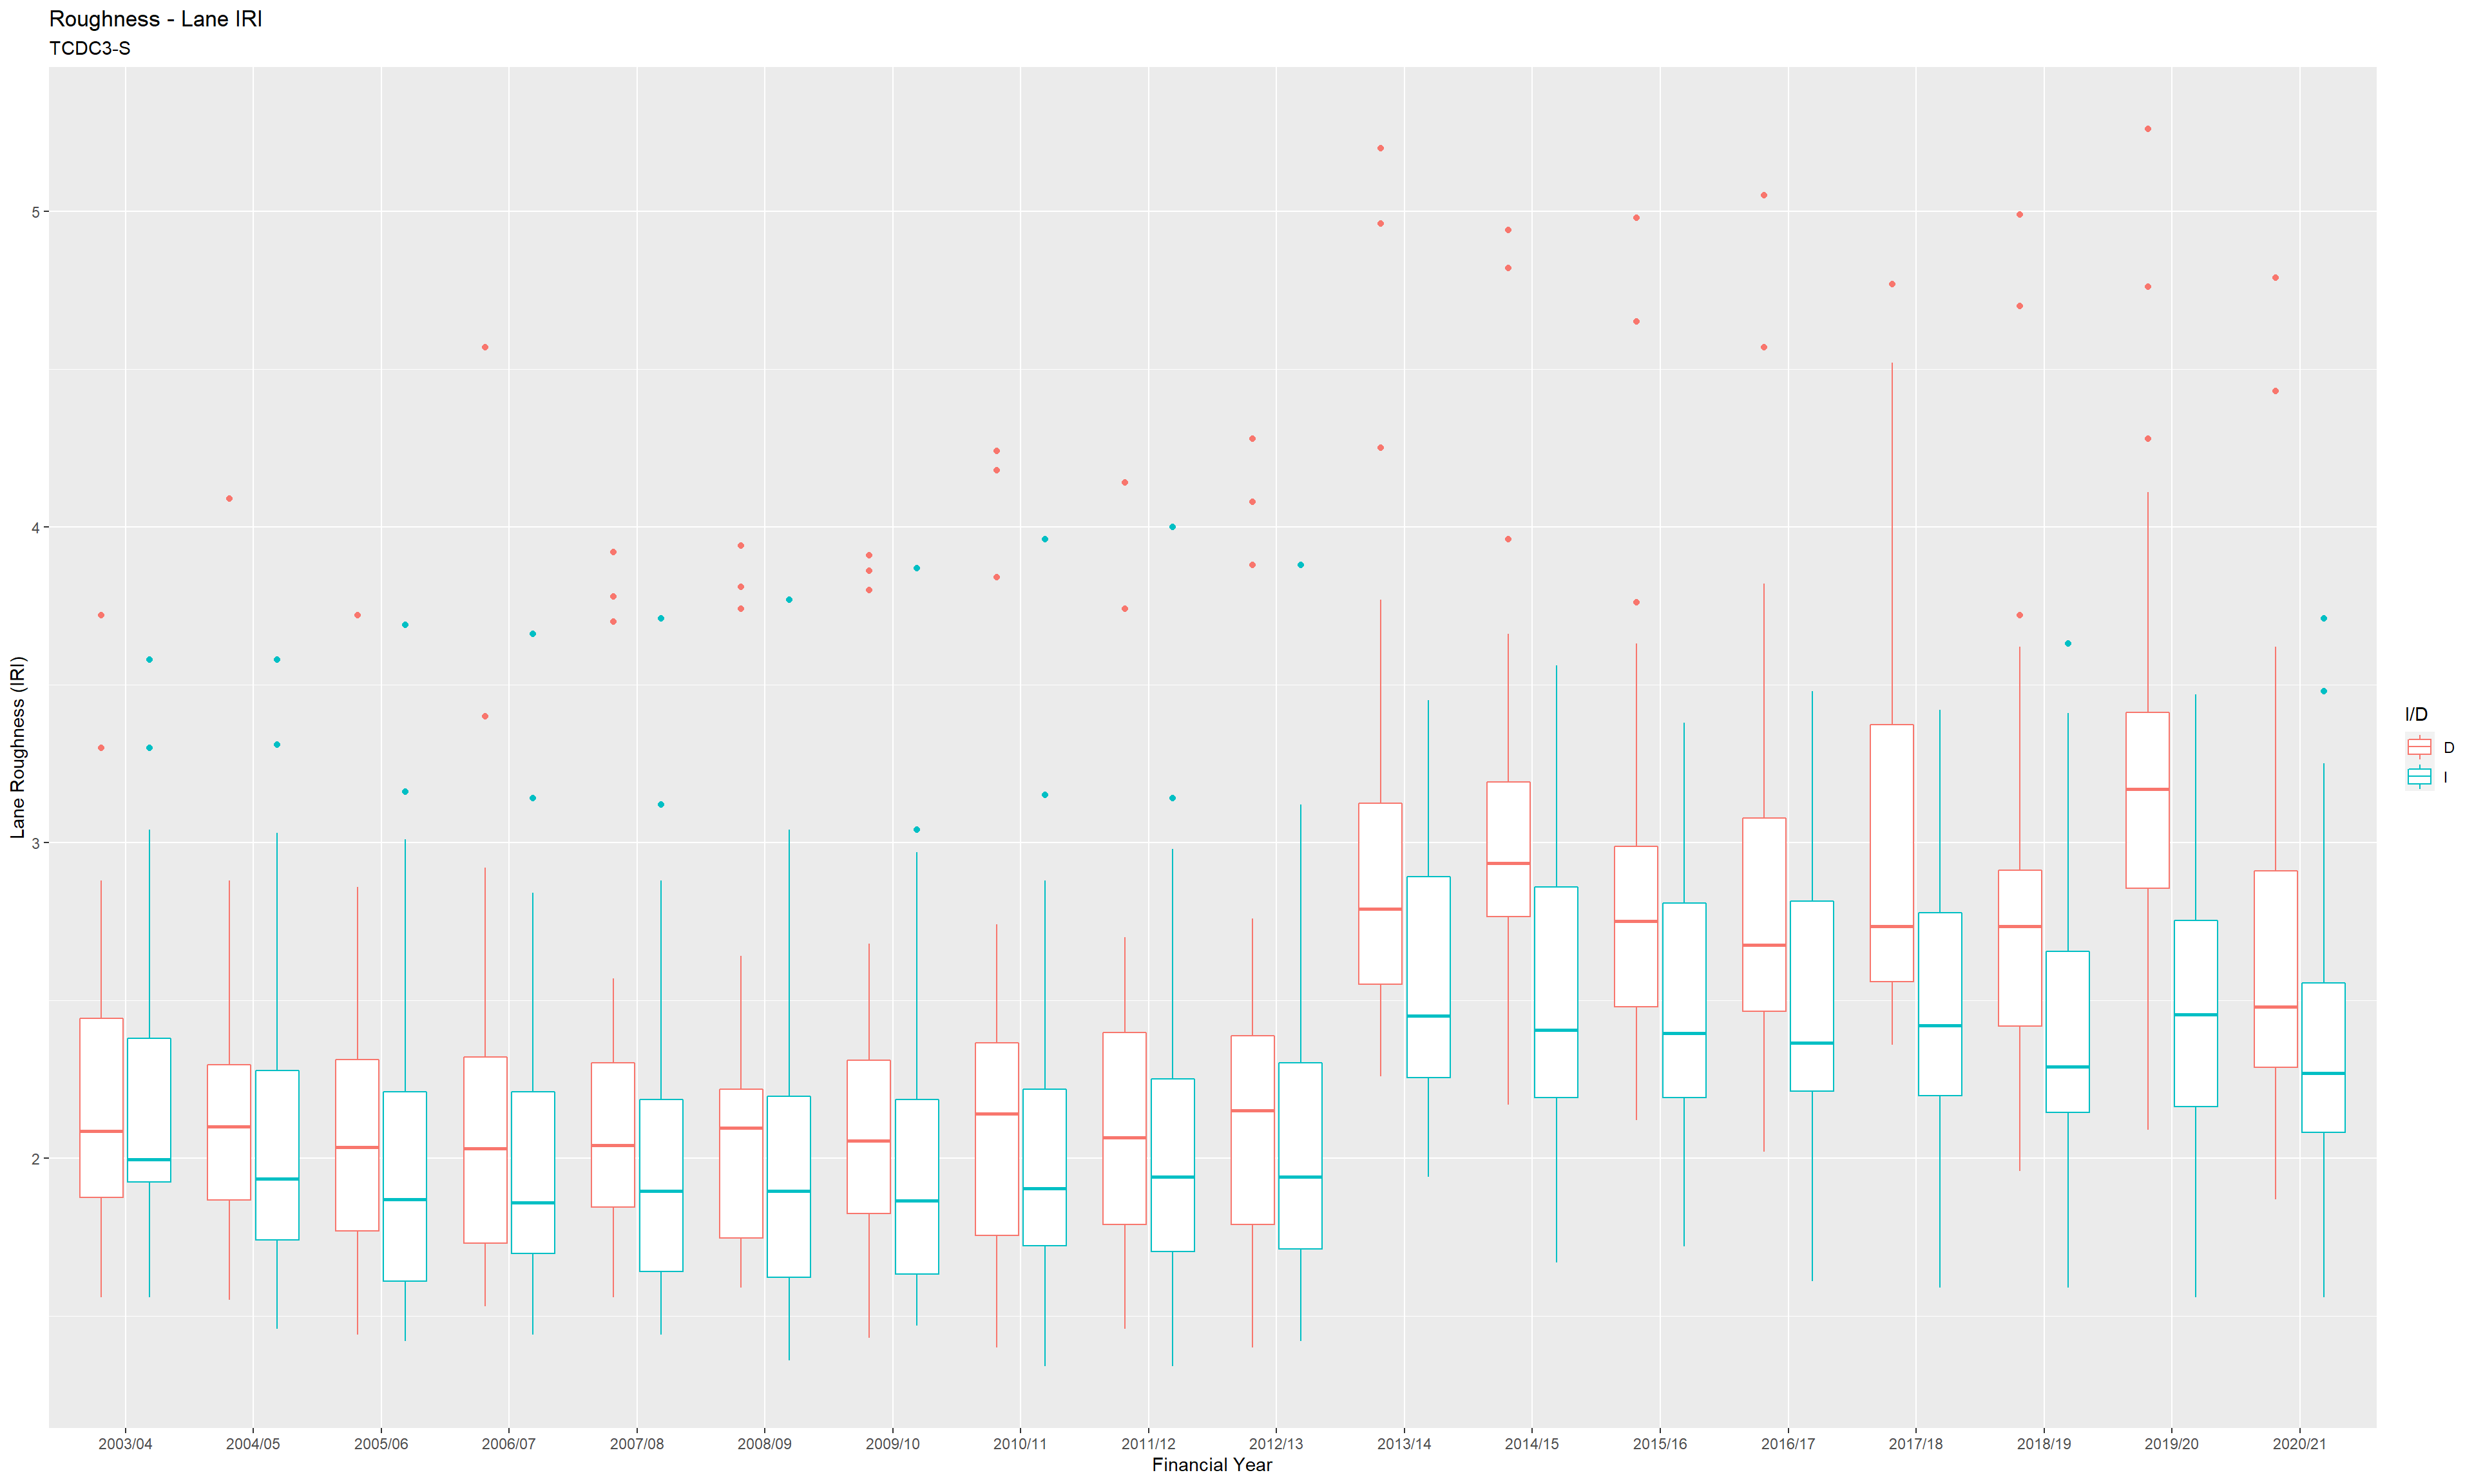 Roughness - Lane IRI
TCDC3-S
Lane Roughness (IRI)
5
4
3
2
2003/04 2004/05 2005/06 2006/07 2007/08 2008/09 2009/10 2010/11 2011/12 2012/13 2013/14 2014/15 2015/16 2016/17 2017/18 2018/19 2019/20 2020/21
Financial Year
I/D
D
I